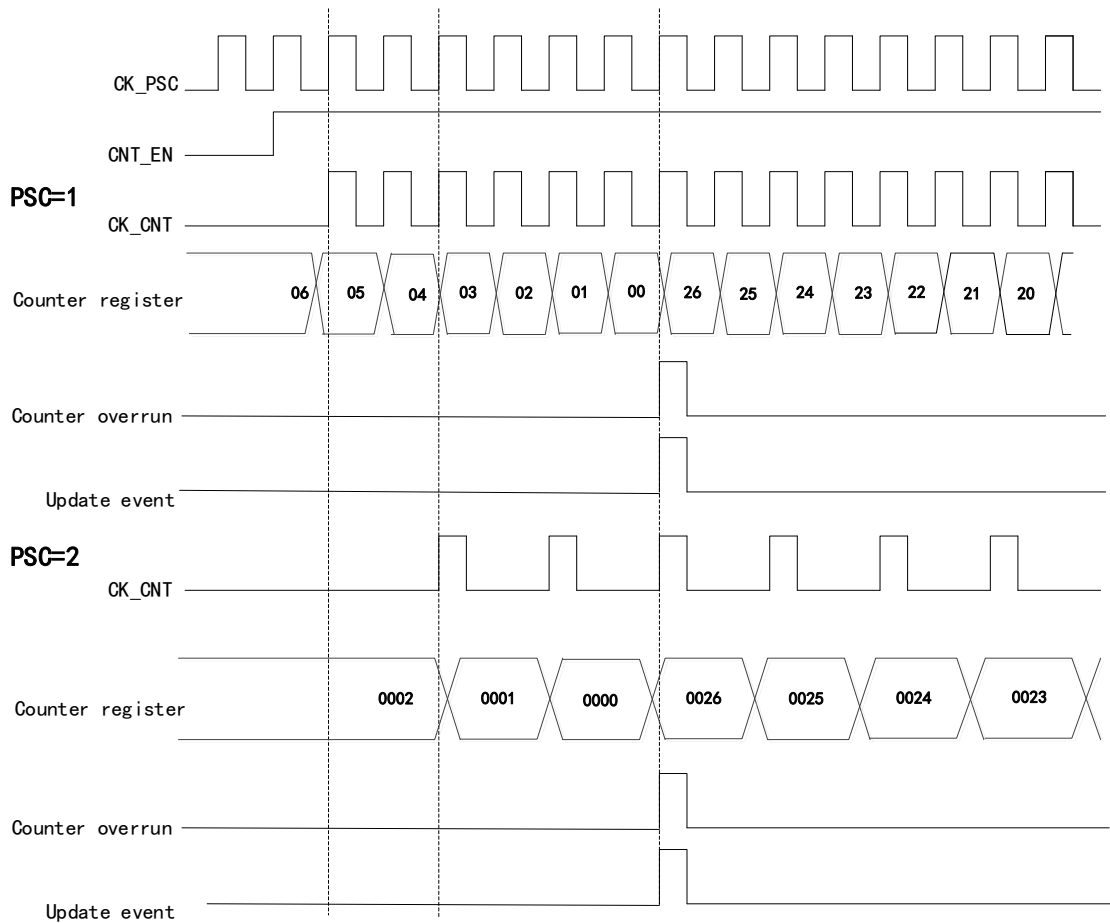 CK_PSC
CNT_EN
PSC=1
CK_CNT
Counter register 06 05 04 03 02 01 00 26 25 24 23 22 21 20
Counter overrun
Update event
PSC=2
CK_CNT
Counter register 0002 0001 0000 0026 0025 0024 0023
Counter overrun
Update event